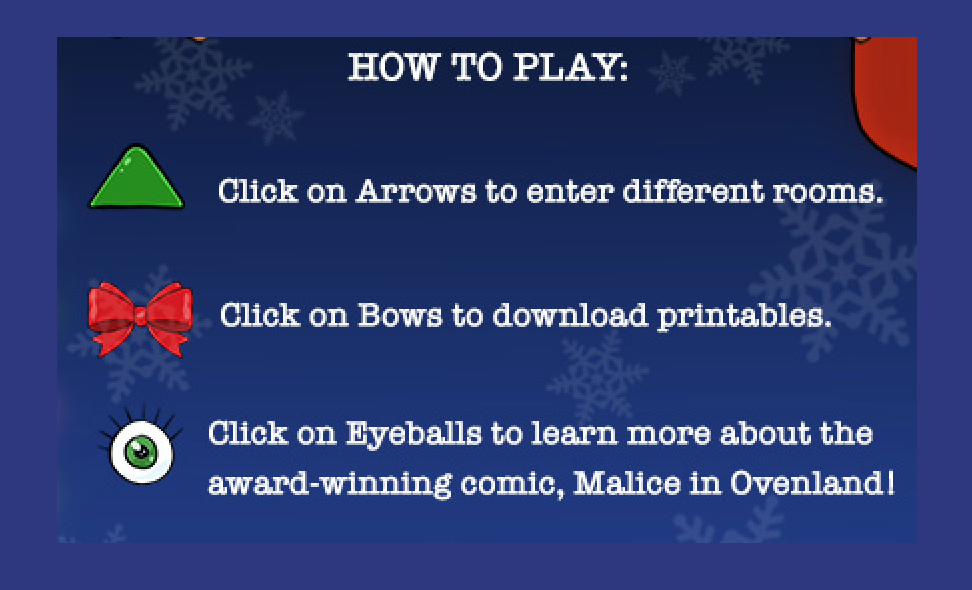 HOW TO PLAY:
Click on Arrows to enter different rooms.
Click on Bows to download printables.
Click on Eyeballs to learn more about the
award-winning comic, Malice in Ovenland!